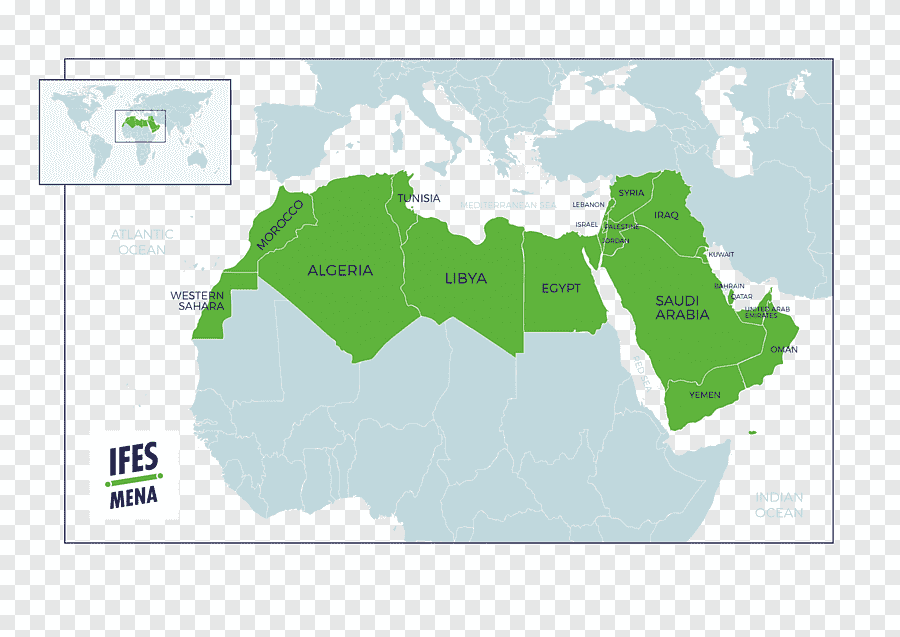 TUNISIA
MEDITERRANEAN SEA
SYRIA
LEBANON
IRAQ
MOROCCO
ISRAEL
PALESTINE
JORDAN
ATLANTIC
OCEAN
KUWAIT
ALGERIA
LIBYA
EGYPT
BAHRAIN
QATAR
WESTERN
SAHARA
SAUDI
ARABIA
UNITED ARAB
EMIRATES
OMAN
RED SEA
YEMEN
IFES
MENA
INDIAN
OCEAN